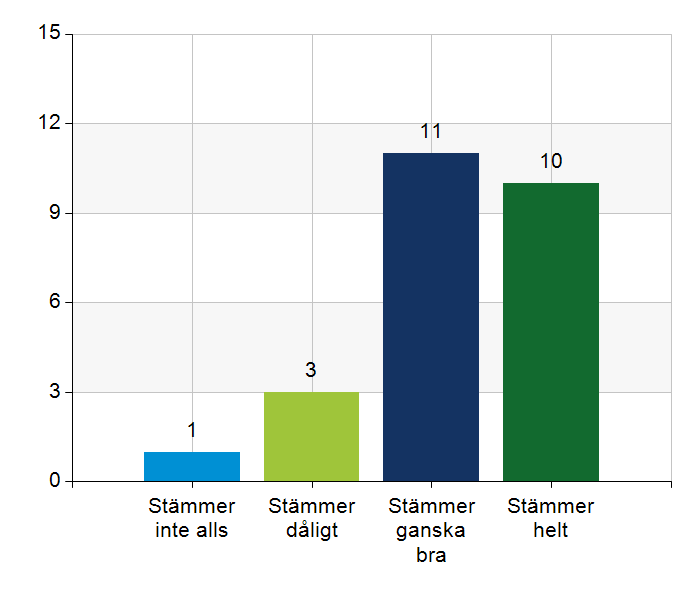 15
12
9
6
3
0
1
3
11
10
Stämmer
inte alls
Stämmer
dåligt
Stämmer
ganska
bra
Stämmer
helt